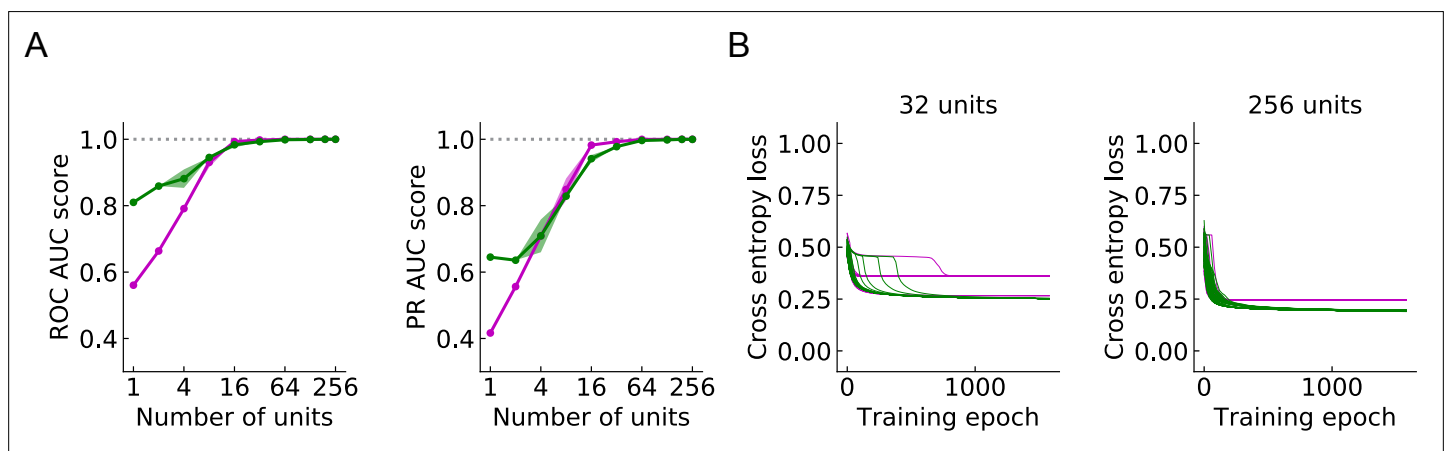 A
ROC AUC score
1.0
0.8
0.6
0.4
1 4 16 64 256
Number of units
PR AUC score
1.0
0.8
0.6
0.4
1 4 16 64 256
Number of units
B
32 units
Cross entropy loss
1.00
0.75
0.50
0.25
0.00
0 1000
Training epoch
256 units
Cross entropy loss
1.00
0.75
0.50
0.25
0.00
0 1000
Training epoch